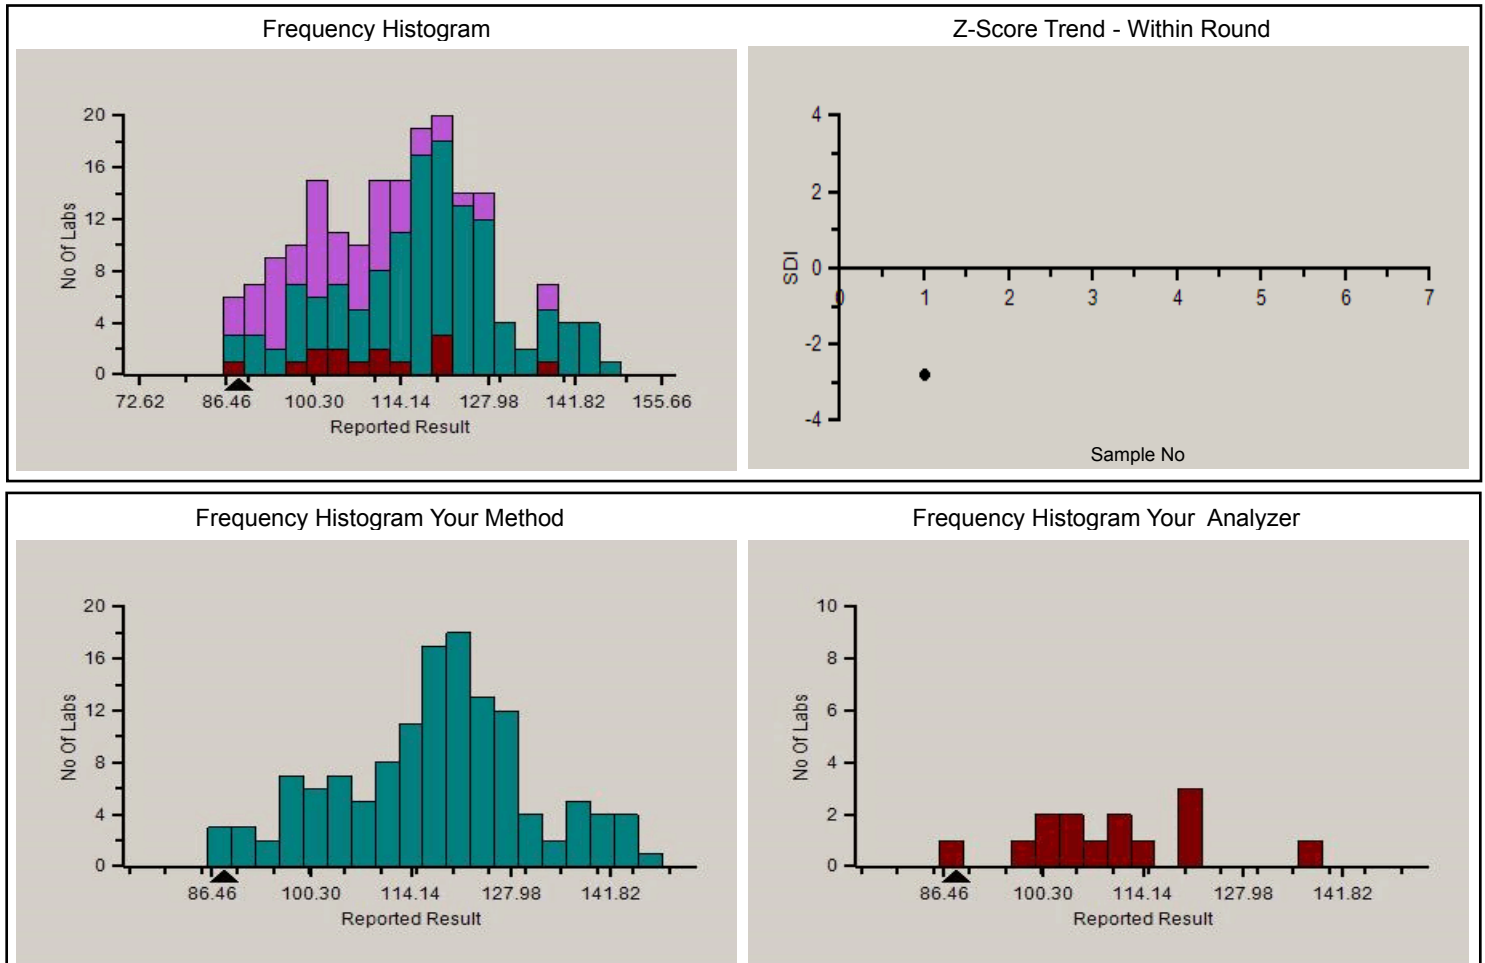 Frequency Histogram
20
16
12
8
4
0
No Of Labs
72.62 86.46 100.30 114.14 127.98 141.82 155.66
Reported Result
Z-Score Trend - Within Round
4
2
0
-2
-4
SDI
0 1 2 3 4 5 6 7
Sample No
Frequency Histogram Your Method
20
16
12
8
4
0
No Of Labs
86.46 100.30 114.14 127.98 141.82
Reported Result
Frequency Histogram Your Analyzer
10
8
6
4
2
0
No Of Labs
86.46 100.30 114.14 127.98 141.82
Reported Result